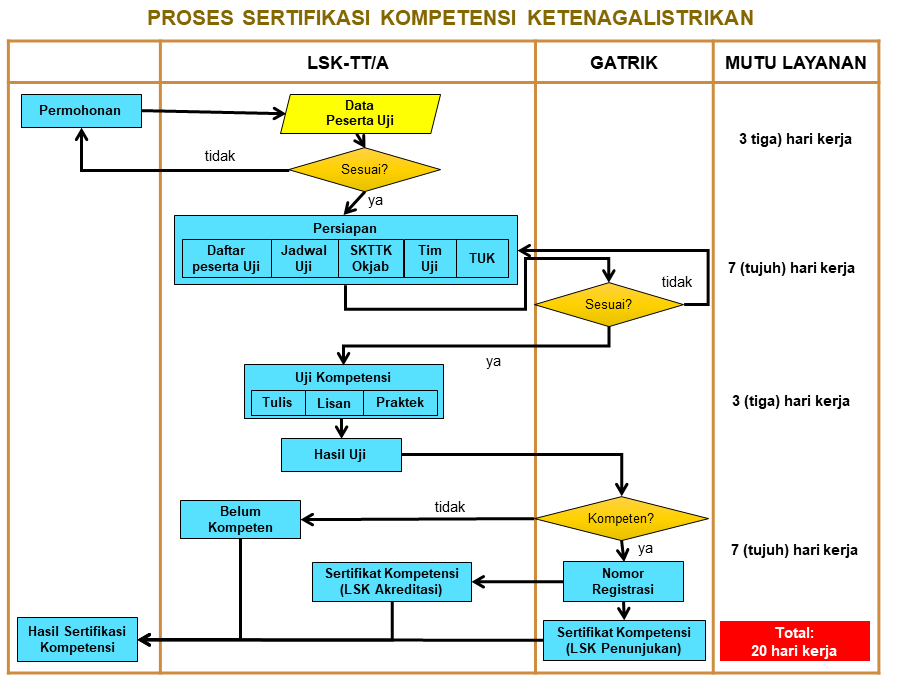 PROSES SERTIFIKASI KOMPETENSI KETENAGALISTRIKAN
LSK-TT/A
GATRIK
MUTU LAYANAN
Permohonan
Data
Peserta Uji
3 tiga) hari kerja
tidak
Sesuai?
ya
Persiapan
Daftar
peserta Uji
Jadwal
Uji
SKTTK
Okjab
Tim
Uji
TUK
7 (tujuh) hari kerja
tidak
Sesuai?
ya
Uji Kompetensi
Tulis
Lisan
Praktek
3 (tiga) hari kerja
Hasil Uji
Belum
Kompeten
tidak
Kompeten?
ya
7 (tujuh) hari kerja
Sertifikat Kompetensi
(LSK Akreditasi)
Nomor
Registrasi
Hasil Sertifikasi
Kompetensi
Sertifikat Kompetensi
(LSK Penunjukan)
Total:
20 hari kerja